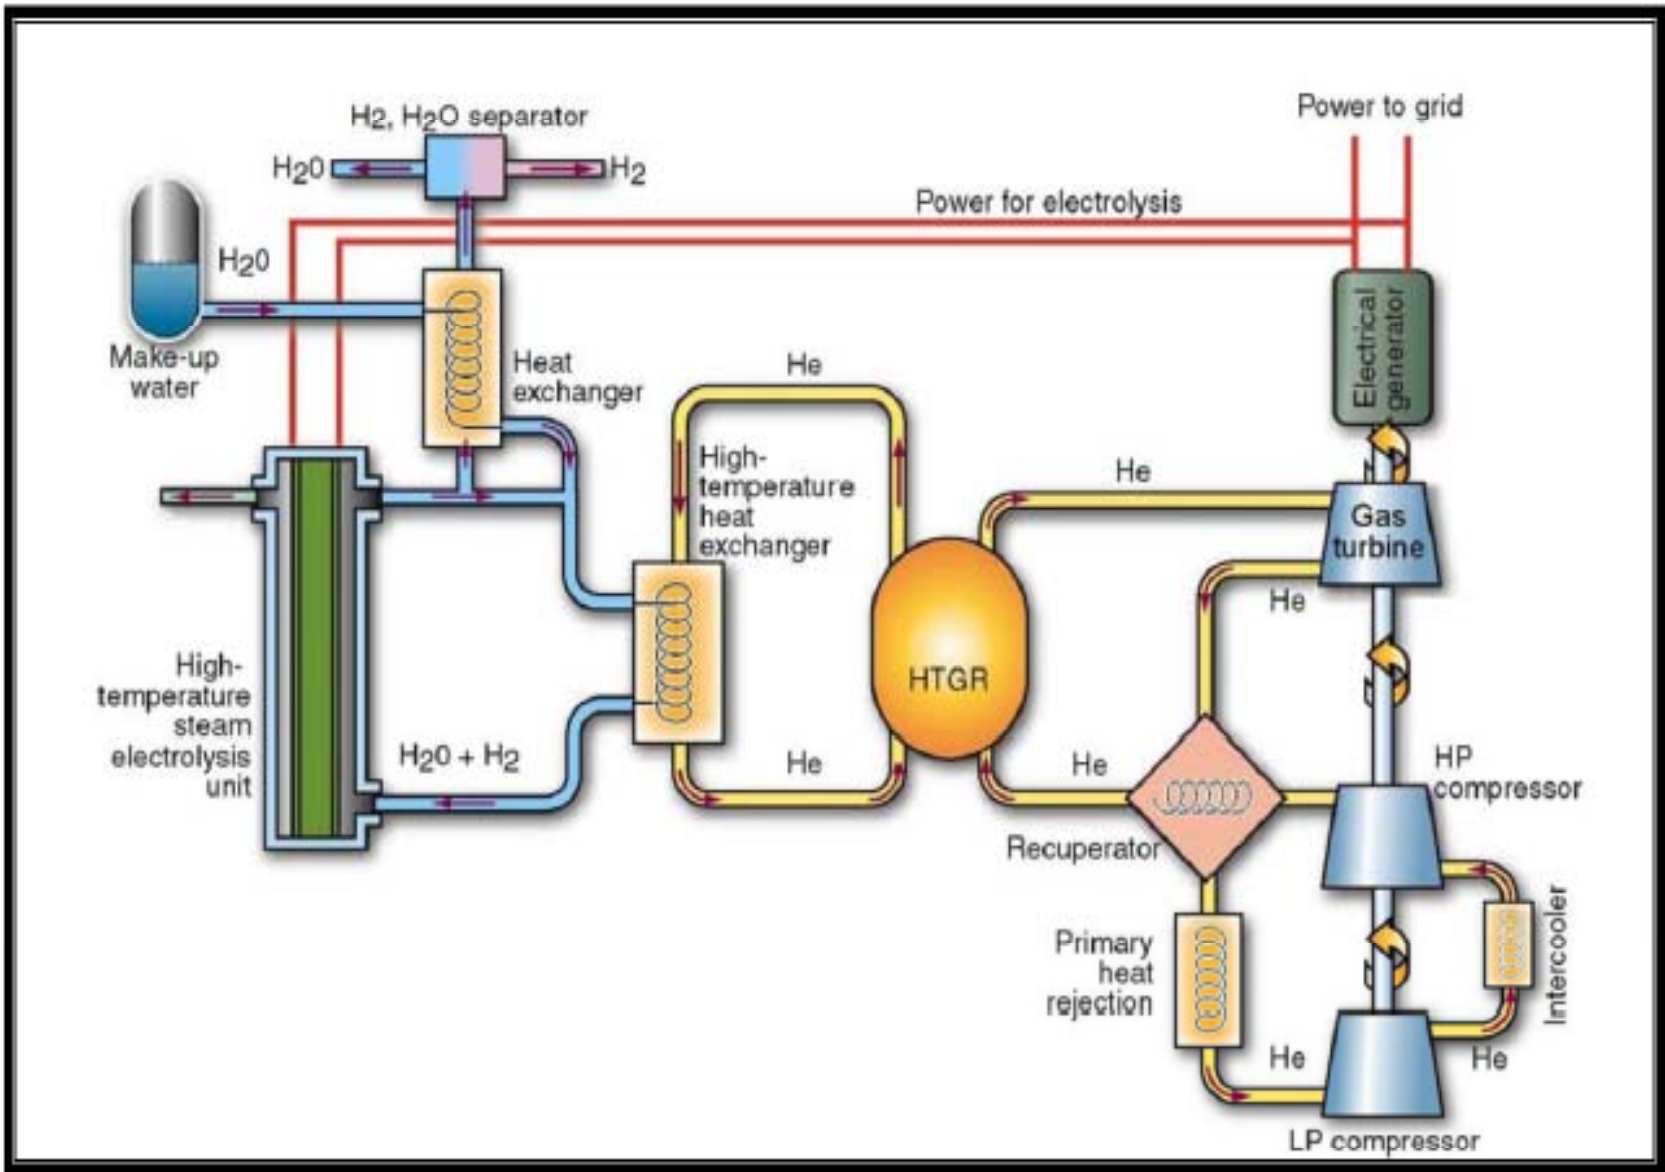 H2, H2O separator
Power to grid
H20
H2
Power for electrolysis
H20
Make-up
water
Heat
exchanger
Electrical
generator
He
High-
temperature
heat
exchanger
He
Gas
turbine
He
HTGR
High-
temperature
steam
electrolysis
unit
H20 + H2
He
He
HP
compressor
Recuperator
Primary
heat
rejection
Intercooler
He
He
LP compressor